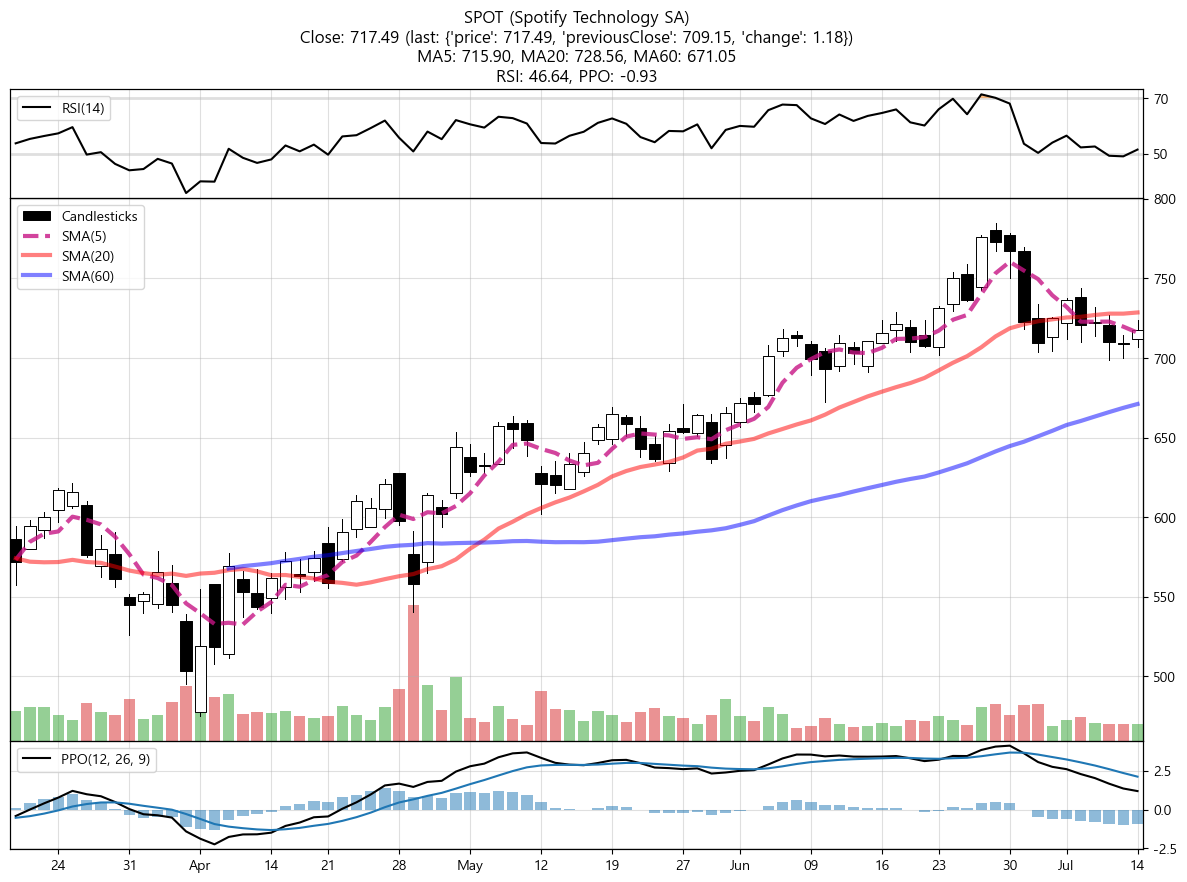 SPOT (Spotify Technology SA)
Close: 717.49 (last: {'price': 717.49, 'previousClose': 709.15, 'change': 1.18})
MA5: 715.90, MA20: 728.56, MA60: 671.05
RSI: 46.64, PPO: -0.93
RSI(14)
70
50
800
Candlesticks
SMA(5)
SMA(20)
SMA(60)
750
700
650
600
550
500
PPO(12, 26, 9)
2.5
0.0
-2.5
24 31 Apr 14 21 28 May 12 19 27 Jun 09 16 23 30 Jul 14